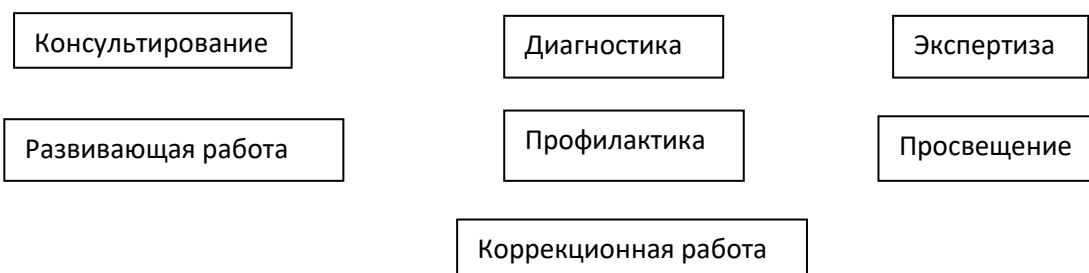 Консультирование
Диагностика
Экспертиза
Развивающая работа
Профилактика
Просвещение
Коррекционная работа